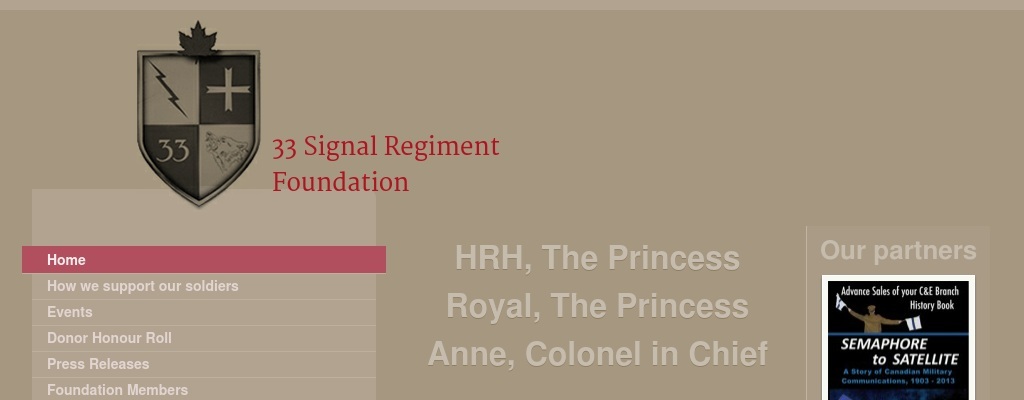 33
33 Signal Regiment
Foundation
Home
How we support our soldiers
Events
Donor Honour Roll
Press Releases
Foundation Members
HRH, The Princess
Royal, The Princess
Anne, Colonel in Chief
Our partners
Advance Sales of your C&E Branch
History Book
SEMAPHORE
to SATELLITE
A Story of Canadian Military
Communications, 1903 - 2013